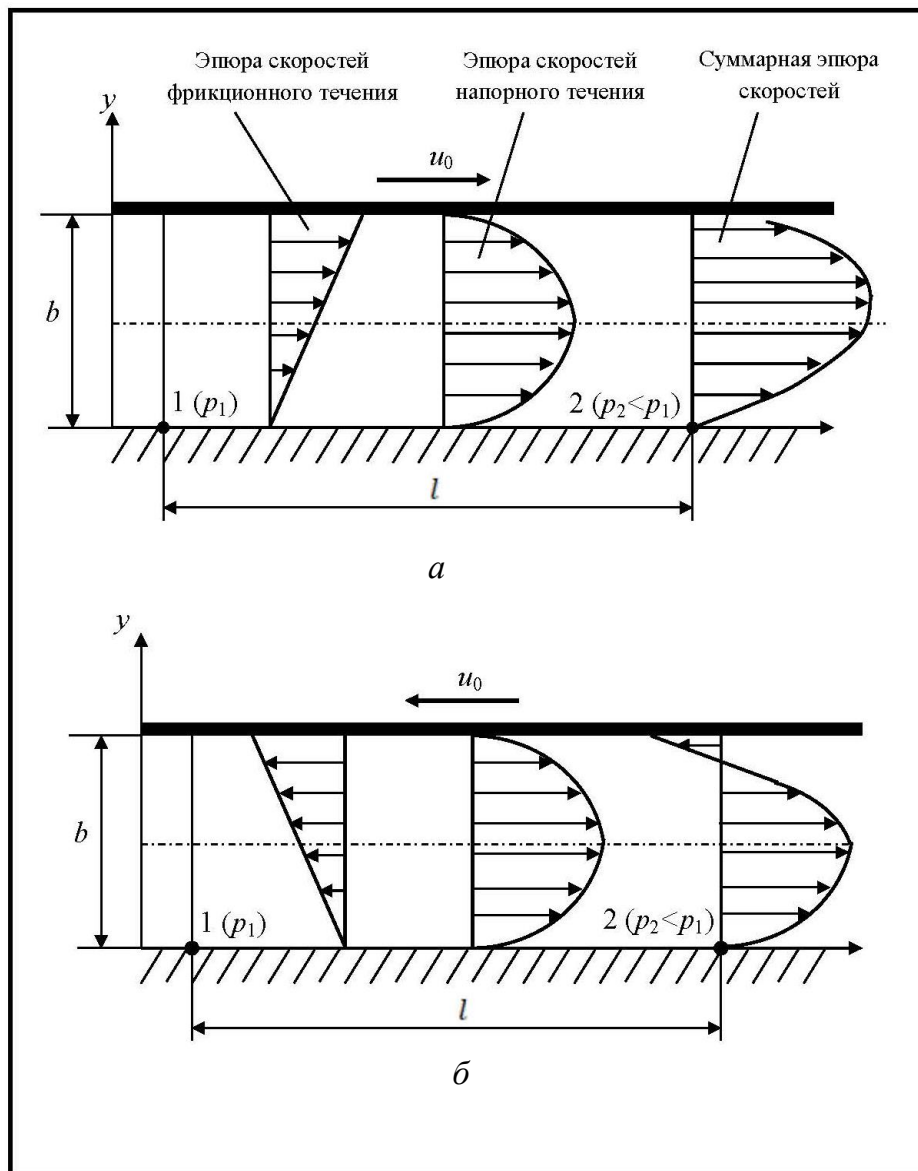 Эпюра скоростей
фрикционного течения
Эпюра скоростей
напорного течения
Суммарная эпюра
скоростей
y
u₀
b
1 (p₁)
2 (p₂<p₁)
l
а
y
u₀
b
1 (p₁)
2 (p₂<p₁)
l
б